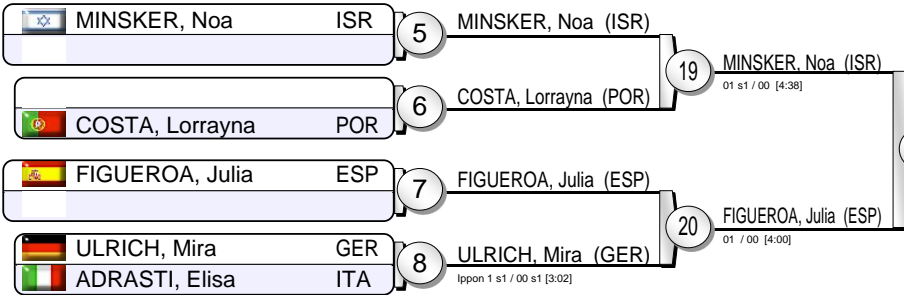 MINSKER, Noa ISR
5
MINSKER, Noa (ISR)
19
MINSKER, Noa (ISR)
01 s1 / 00 [4:38]
6
COSTA, Lorrayna (POR)
COSTA, Lorrayna POR
FIGUEROA, Julia ESP
7
FIGUEROA, Julia (ESP)
20
FIGUEROA, Julia (ESP)
01 / 00 [4:00]
ULRICH, Mira GER
8
ULRICH, Mira (GER)
Ippon 1 s1 / 00 s1 [3:02]
ADRASTI, Elisa ITA